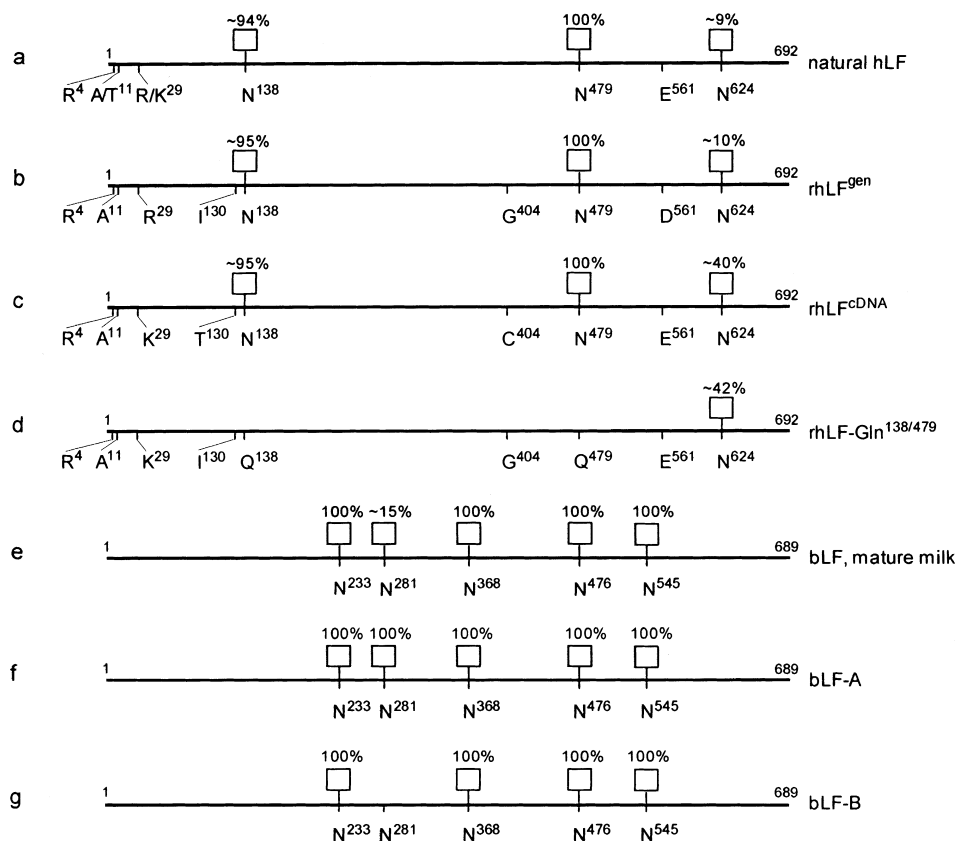 ~94% 100% ~9%
a 1 692 natural hLF
R⁴ A/T¹¹ R/K²⁹ N¹³⁸ N⁴⁷⁹ E⁵⁶¹ N⁶²⁴
~95% 100% ~10%
b 1 692 rhLFᵍᵉⁿ
R⁴ A¹¹ R²⁹ I¹³⁰ N¹³⁸ G⁴⁰⁴ N⁴⁷⁹ D⁵⁶¹ N⁶²⁴
~95% 100% ~40%
c 1 692 rhLFcDNA
R⁴ A¹¹ K²⁹ T¹³⁰ N¹³⁸ C⁴⁰⁴ N⁴⁷⁹ E⁵⁶¹ N⁶²⁴
~42%
d 1 692 rhLF-Gln¹³⁸/⁴⁷⁹
R⁴ A¹¹ K²⁹ I¹³⁰ Q¹³⁸ G⁴⁰⁴ Q⁴⁷⁹ E⁵⁶¹ N⁶²⁴
100% ~15% 100% 100% 100%
e 1 689 bLF, mature milk
N²³³ N²⁸¹ N³⁶⁸ N⁴⁷⁶ N⁵⁴⁵
100% 100% 100% 100% 100%
f 1 689 bLF-A
N²³³ N²⁸¹ N³⁶⁸ N⁴⁷⁶ N⁵⁴⁵
100% 100% 100% 100%
g 1 689 bLF-B
N²³³ N²⁸¹ N³⁶⁸ N⁴⁷⁶ N⁵⁴⁵